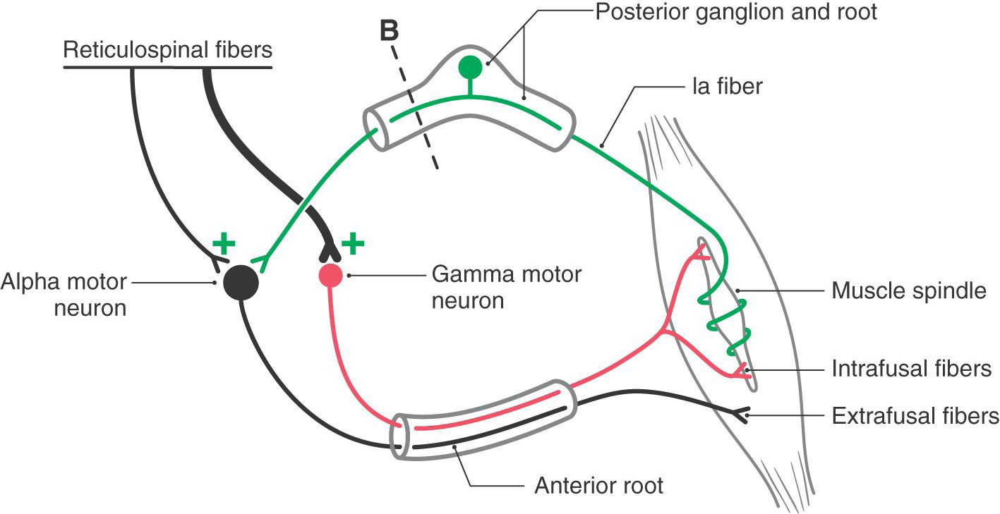 Posterior ganglion and root
B
Reticulospinal fibers
Ia fiber
+
+
Alpha motor
neuron
Gamma motor
neuron
Muscle spindle
Intrafusal fibers
Extrafusal fibers
Anterior root